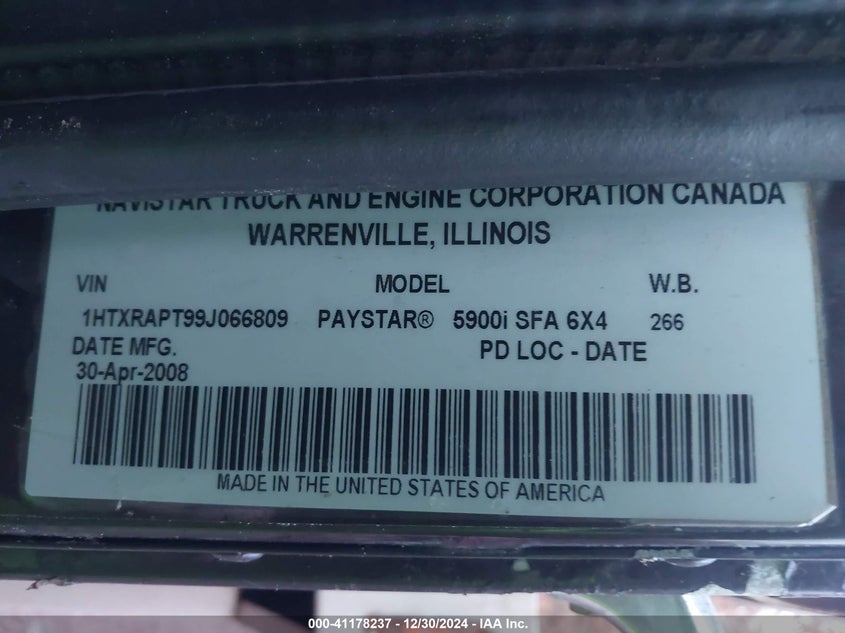 NAVISTAR TRUCK AND ENGINE CORPORATION CANADA
WARRENVILLE, ILLINOIS
VIN MODEL W.B.
1HTXRAPT99J066809 PAYSTAR® 5900i SFA 6X4 266
DATE MFG. PD LOC - DATE
30-Apr-2008
MADE IN THE UNITED STATES OF AMERICA
000-41178237 - 12/30/2024 - IAA Inc.